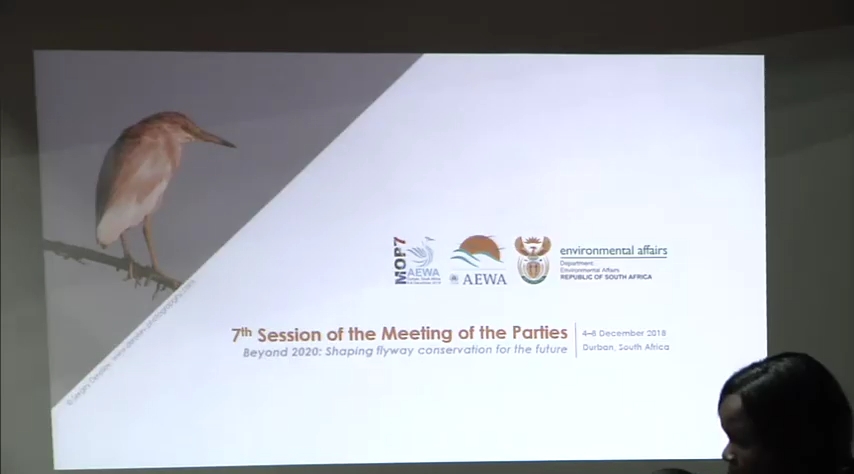 MOP7
AEWA
AEWA
environmental affairs
Department:
Environmental Affairs
REPUBLIC OF SOUTH AFRICA
7th Session of the Meeting of the Parties
Beyond 2020: Shaping flyway conservation for the future
4–8 December 2018
Durban, South Africa